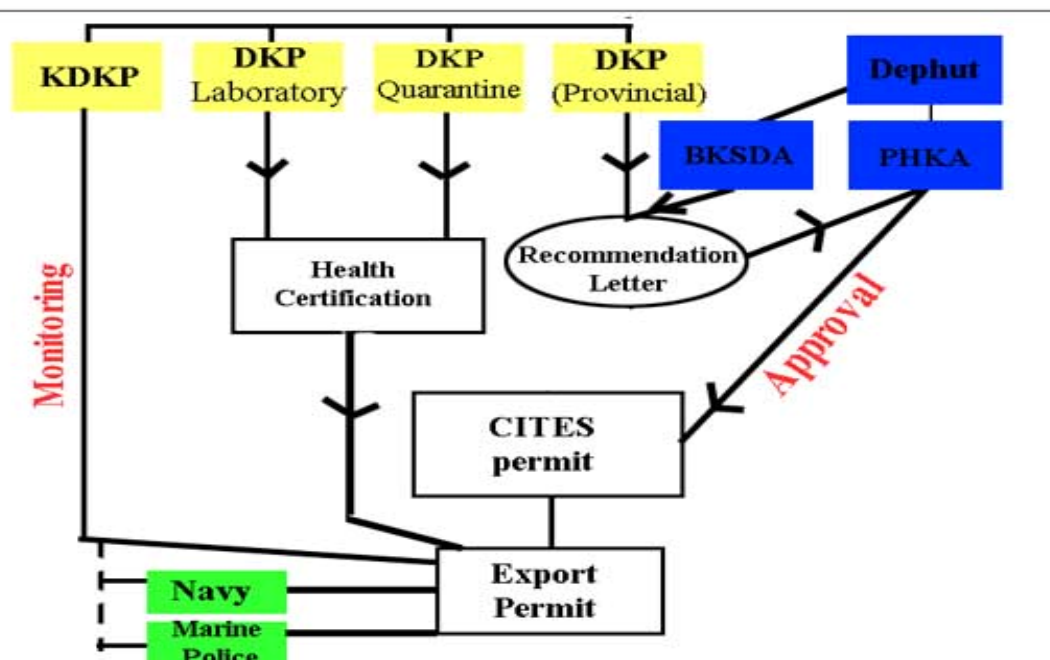 KDKP
DKP
Laboratory
DKP
Quarantine
DKP
(Provincial)
Dephut
BKSDA
PHKA
Recommendation
Letter
Health
Certification
Monitoring
Approval
CITES
permit
Export
Permit
Navy
Marine
Police